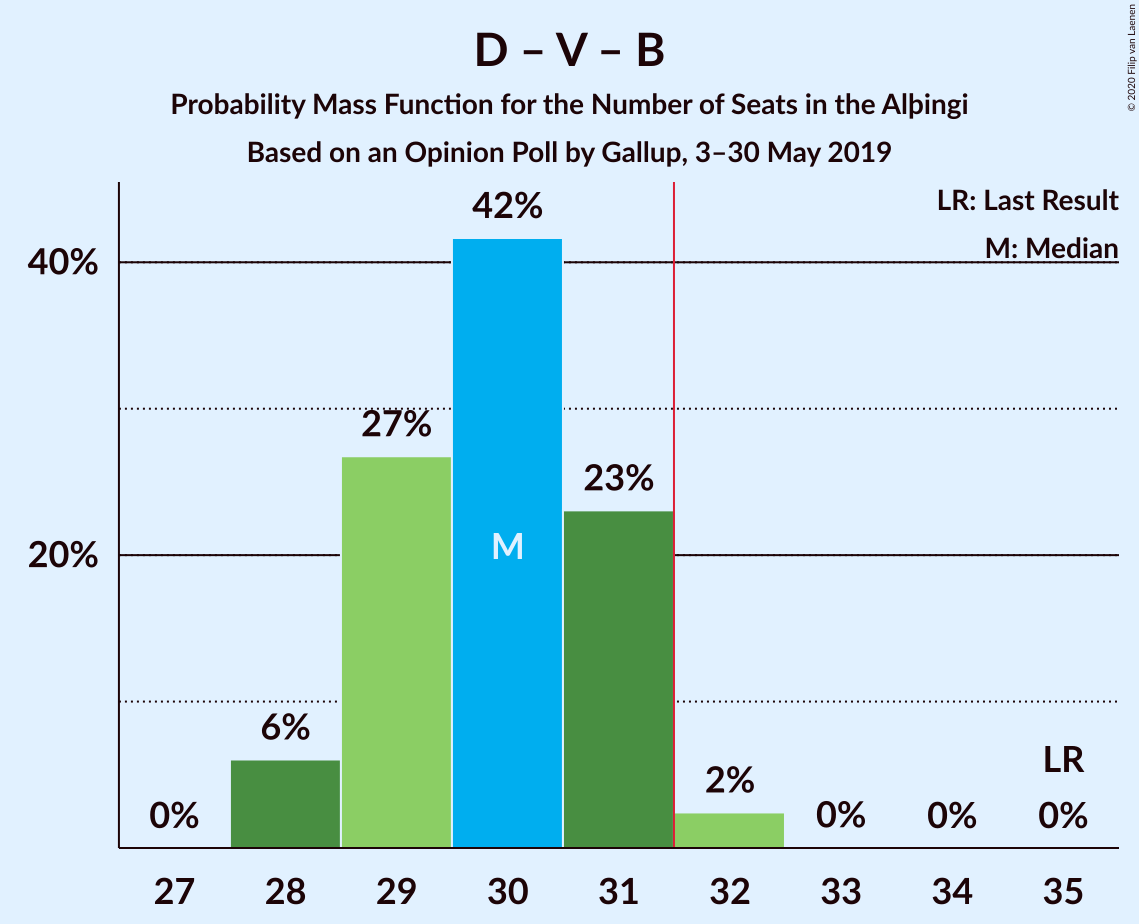 D – V – B
Probability Mass Function for the Number of Seats in the Alþingi
Based on an Opinion Poll by Gallup, 3–30 May 2019
© 2020 Filip van Laenen
LR: Last Result
M: Median
40%
20%
0%
6%
27%
42%
M
23%
2%
0%
0%
LR
0%
27 28 29 30 31 32 33 34 35